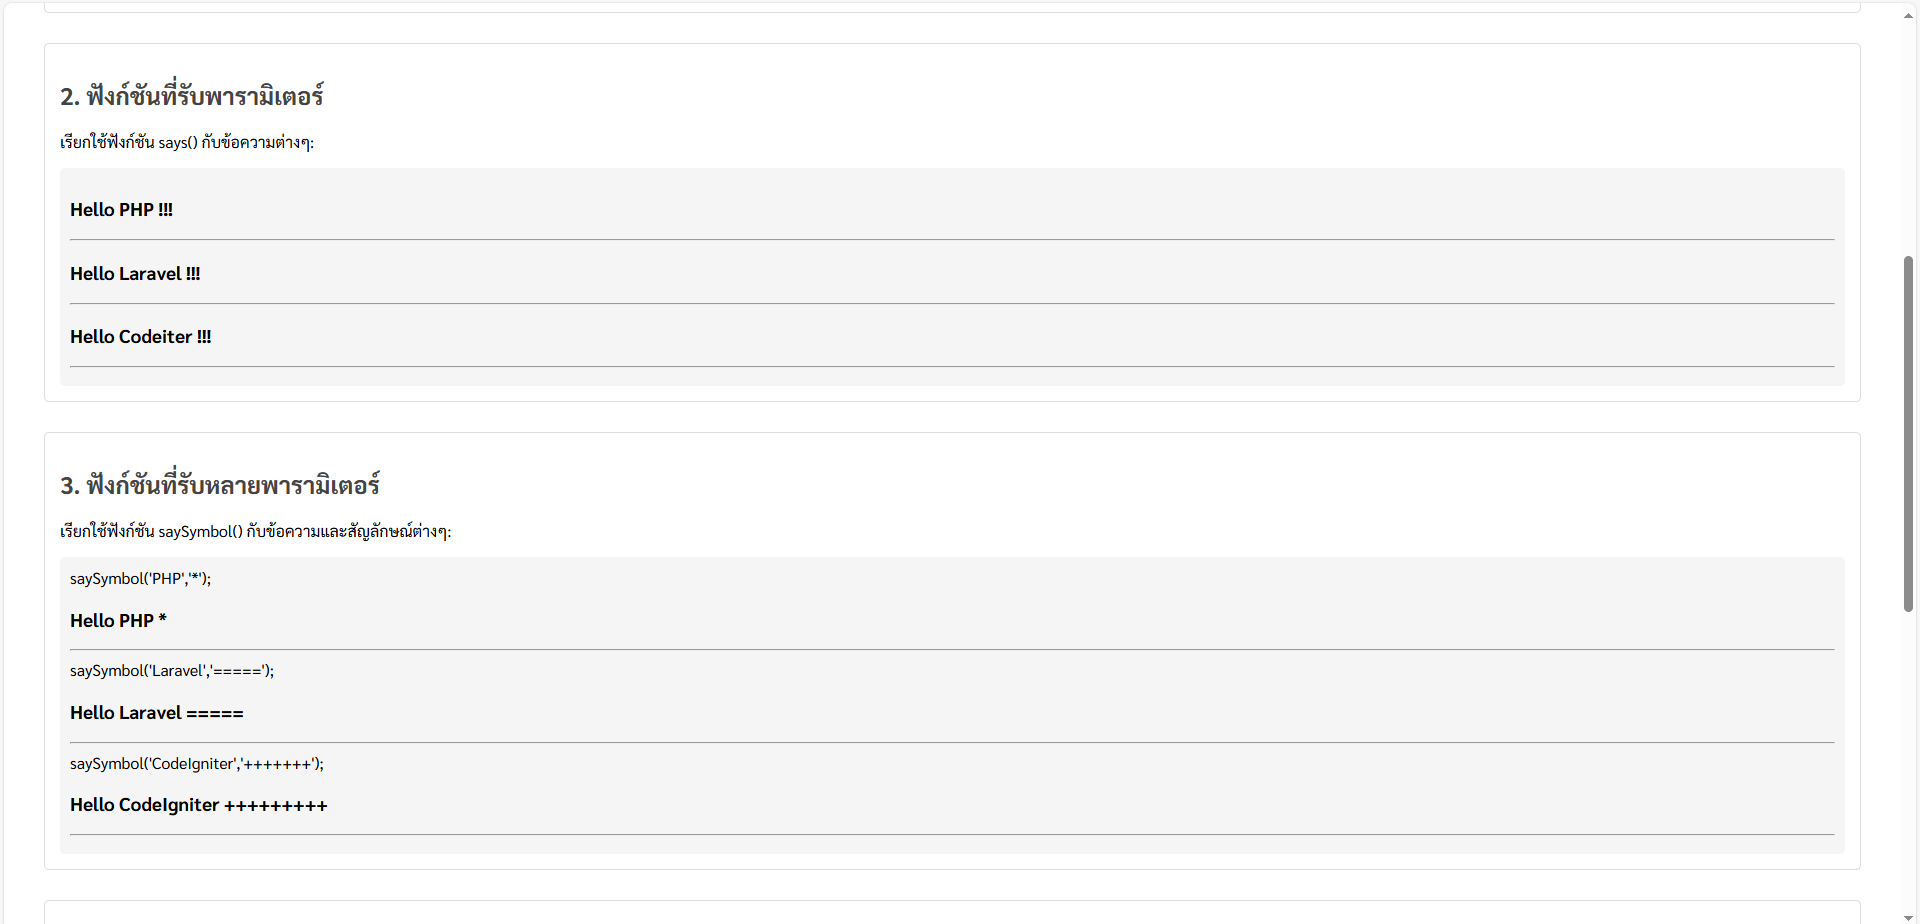 2. ฟังก์ชันที่รับพารามิเตอร์
เรียกใช้ฟังก์ชัน says() กับข้อความต่างๆ:
Hello PHP !!!
Hello Laravel !!!
Hello Codeiter !!!
3. ฟังก์ชันที่รับหลายพารามิเตอร์
เรียกใช้ฟังก์ชัน saySymbol() กับข้อความและสัญลักษณ์ต่างๆ:
saySymbol('PHP','*');
Hello PHP *
saySymbol('Laravel','=====');
Hello Laravel =====
saySymbol('CodeIgniter','+++++++');
Hello CodeIgniter +++++++++